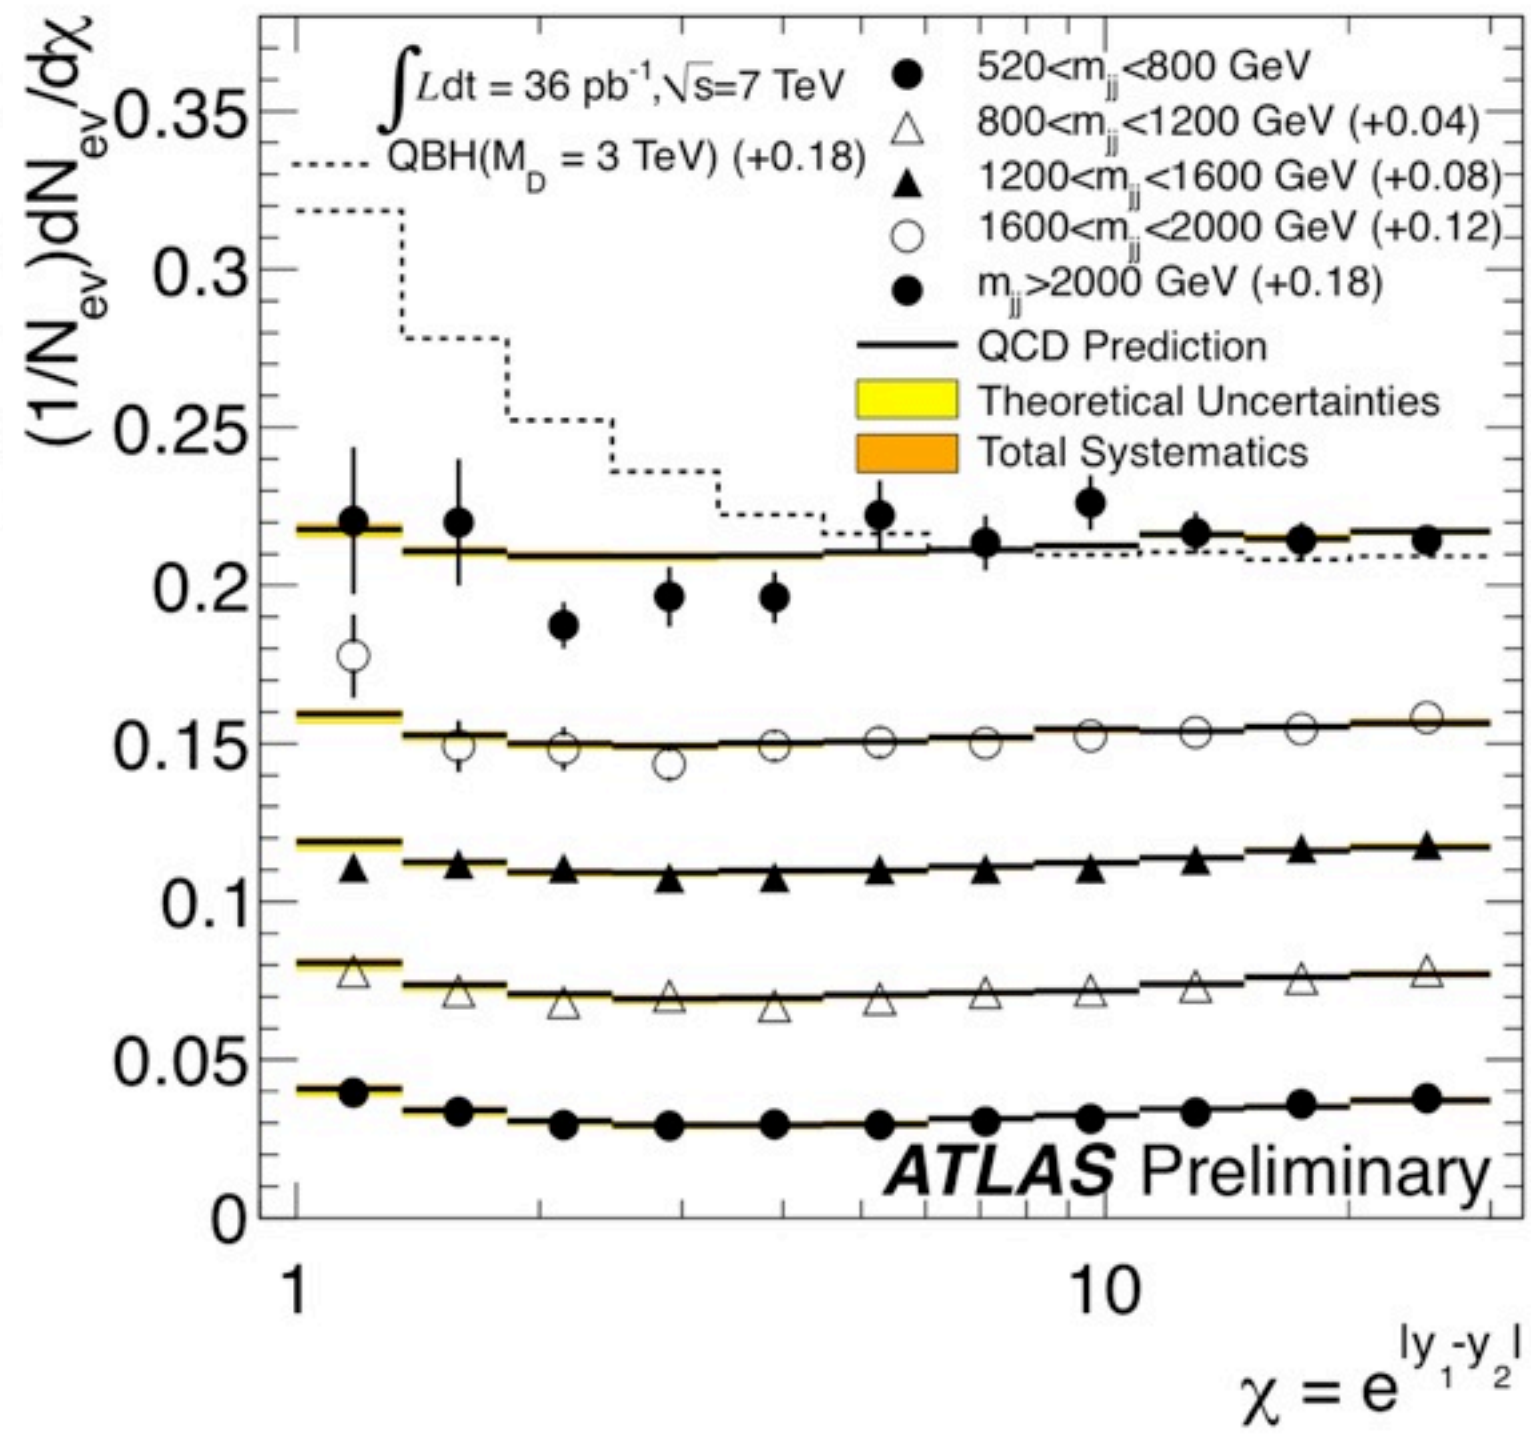 (1/N_ev)dN_ev/dχ
0.35
0.3
0.25
0.2
0.15
0.1
0.05
0
∫Ldt = 36 pb⁻¹,√s=7 TeV
QBH(M_D = 3 TeV) (+0.18)
520<m_jj<800 GeV
800<m_jj<1200 GeV (+0.04)
1200<m_jj<1600 GeV (+0.08)
1600<m_jj<2000 GeV (+0.12)
m_jj>2000 GeV (+0.18)
QCD Prediction
Theoretical Uncertainties
Total Systematics
ATLAS Preliminary
1
10
χ = e^|y_1-y_2|